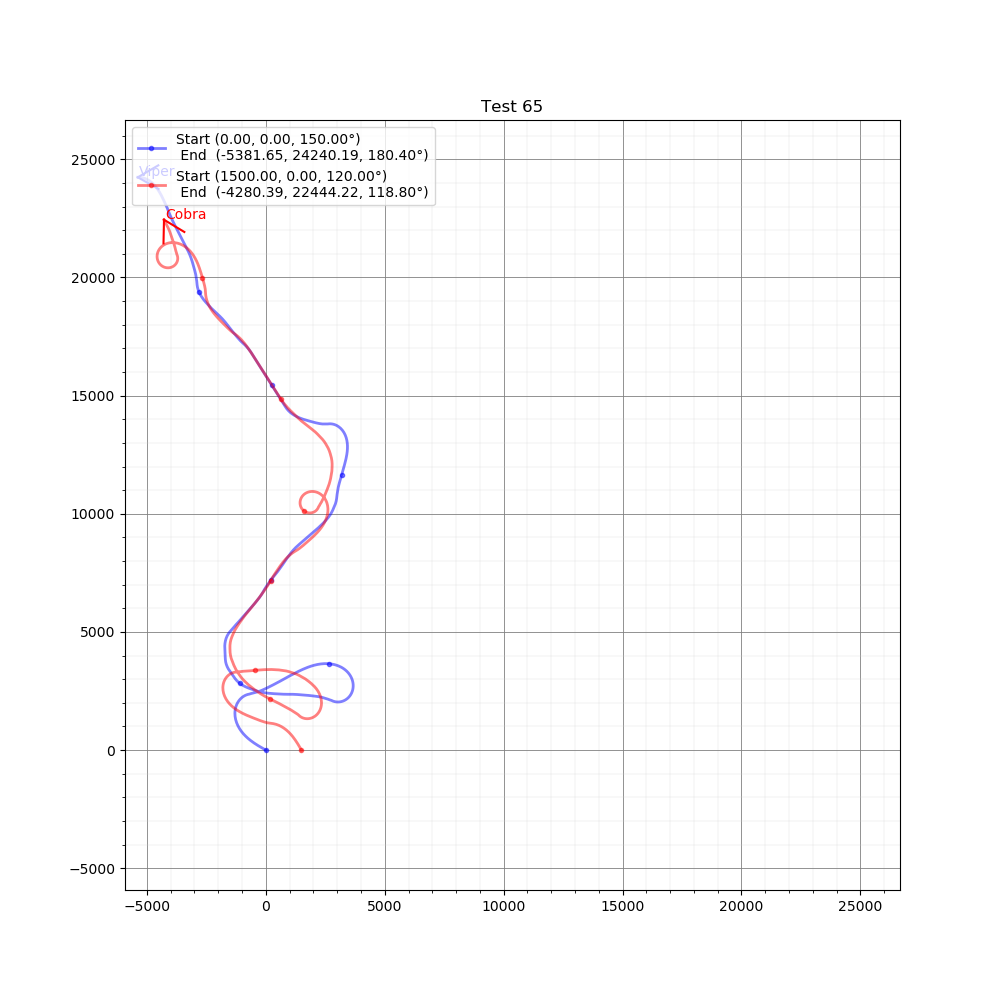 Test 65
Start (0.00, 0.00, 150.00°)
End (-5381.65, 24240.19, 180.40°)
Start (1500.00, 0.00, 120.00°)
End (-4280.39, 22444.22, 118.80°)
Viper
Cobra
25000
20000
15000
10000
5000
0
−5000
−5000
0
5000
10000
15000
20000
25000